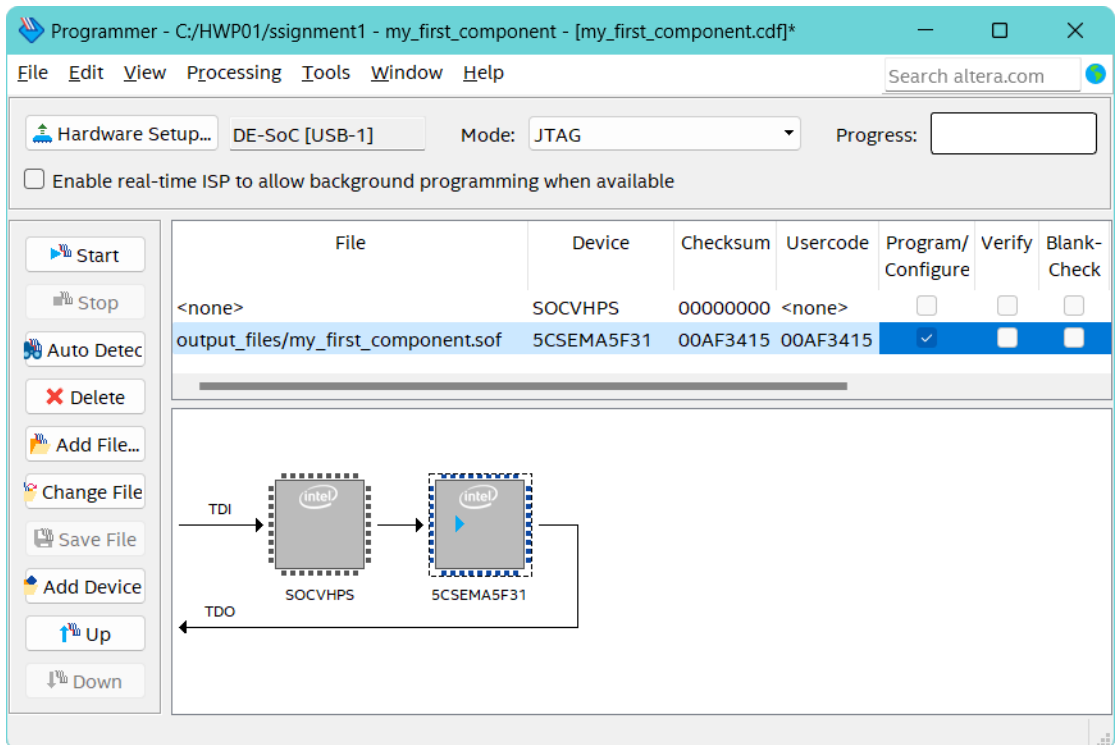 Programmer - C:/HWP01/ssignment1 - my_first_component - [my_first_component.cdf]*
File Edit View Processing Tools Window Help
Search altera.com
Hardware Setup... DE-SoC [USB-1] Mode: JTAG Progress:
Enable real-time ISP to allow background programming when available
Start
Stop
Auto Detec
Delete
Add File...
Change File
Save File
Add Device
Up
Down
File Device Checksum Usercode Program/ Verify Blank-
Configure Check
<none> SOCVHPS 00000000 <none>
output_files/my_first_component.sof 5CSEMA5F31 00AF3415 00AF3415
TDI
intel
intel
SOCVHPS
5CSEMA5F31
TDO